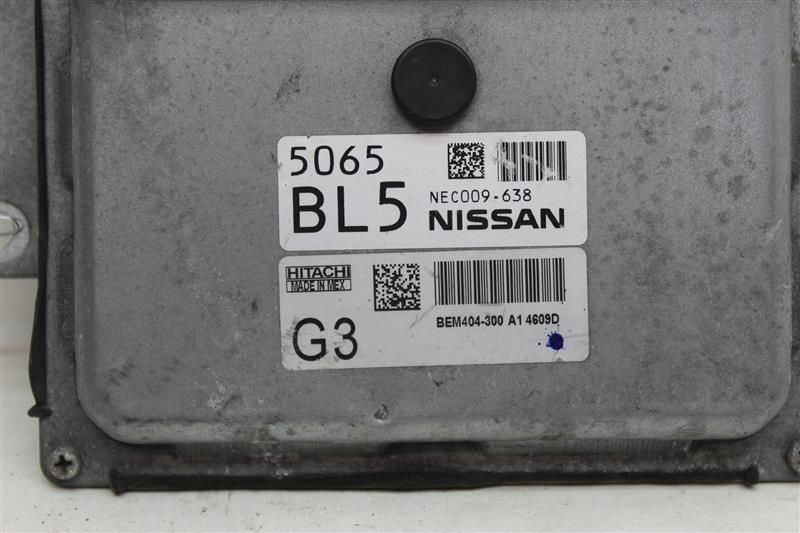 5065
BL5
NEC009-638
NISSAN
HITACHI
MADE IN MEX
G3
BEM404-300 A1 4609D